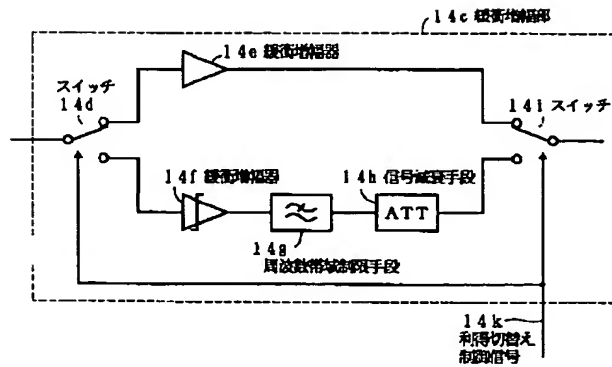 14c 緩衝増幅部
14e 緩衝増幅器
スイッチ
14d
14i スイッチ
14f 緩衝増幅器
14h 信号減衰手段
ATT
14g
周波数帯域制限手段
14k
利得切替え
制御信号